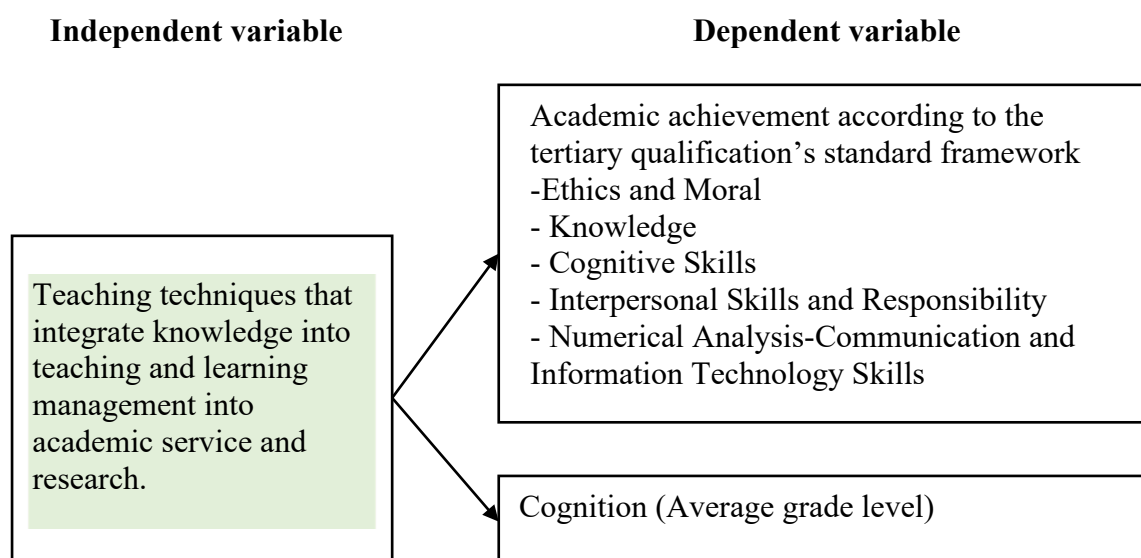 Independent variable
Dependent variable
Academic achievement according to the
tertiary qualification’s standard framework
-Ethics and Moral
- Knowledge
- Cognitive Skills
- Interpersonal Skills and Responsibility
- Numerical Analysis-Communication and
Information Technology Skills
Teaching techniques that
integrate knowledge into
teaching and learning
management into
academic service and
research.
Cognition (Average grade level)